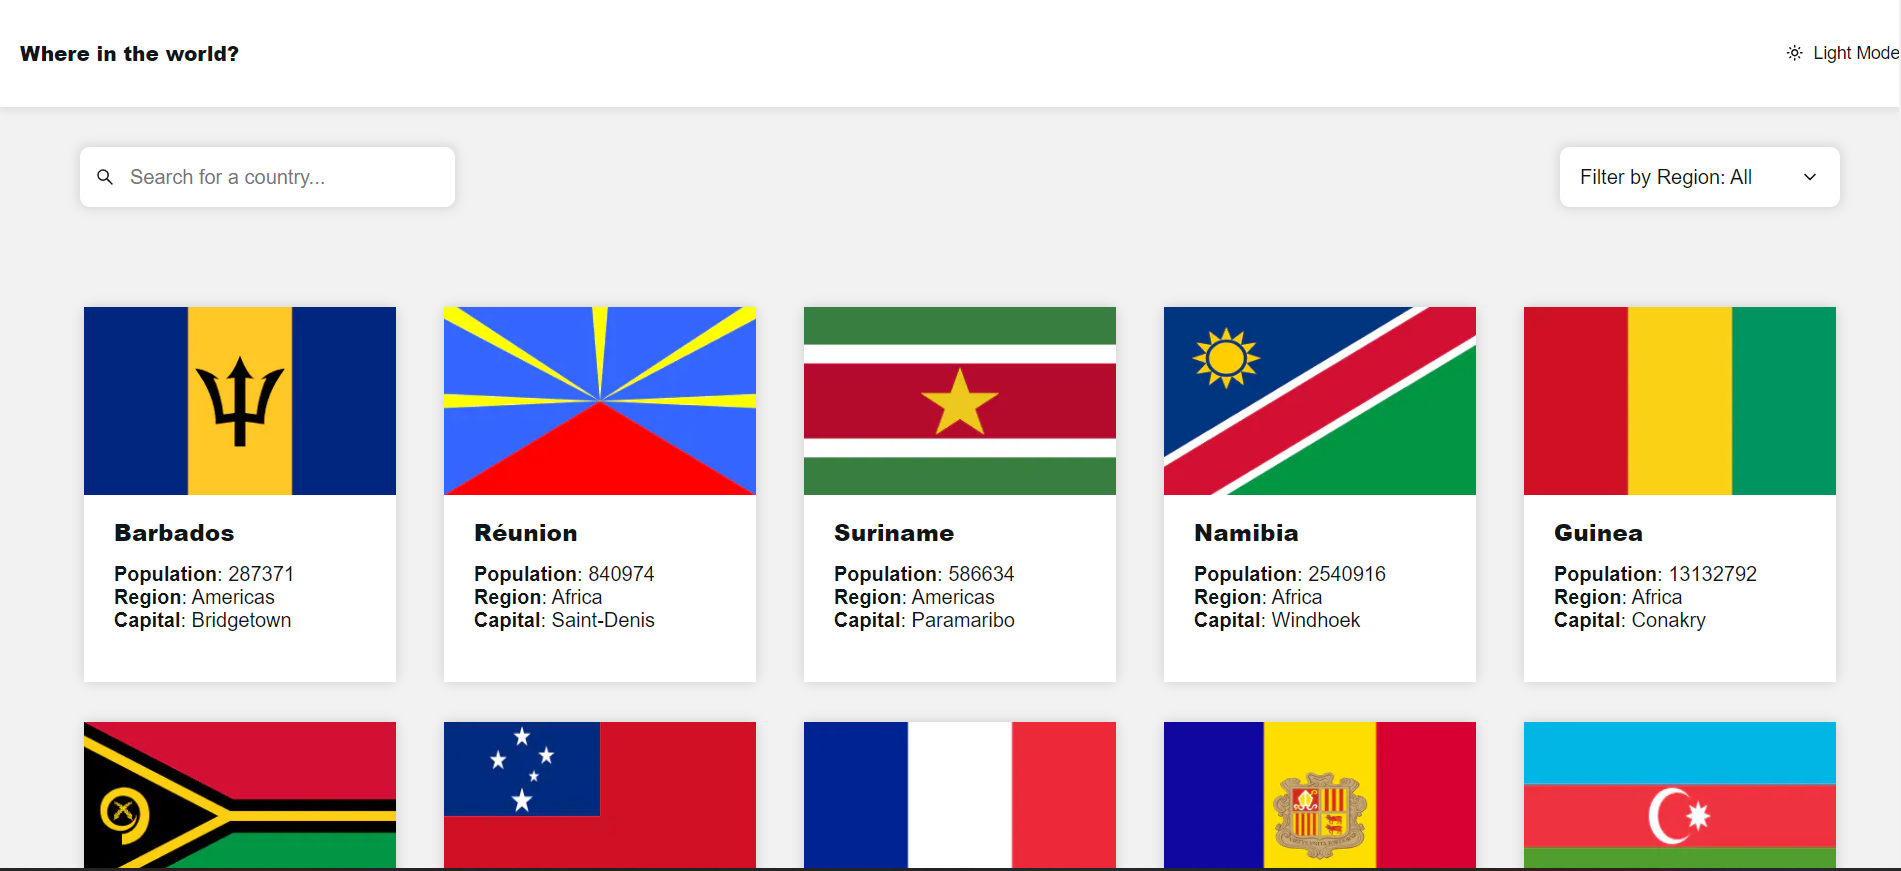 Where in the world?
Light Mode
Search for a country...
Filter by Region: All
Barbados
Population: 287371
Region: Americas
Capital: Bridgetown
Réunion
Population: 840974
Region: Africa
Capital: Saint-Denis
Suriname
Population: 586634
Region: Americas
Capital: Paramaribo
Namibia
Population: 2540916
Region: Africa
Capital: Windhoek
Guinea
Population: 13132792
Region: Africa
Capital: Conakry